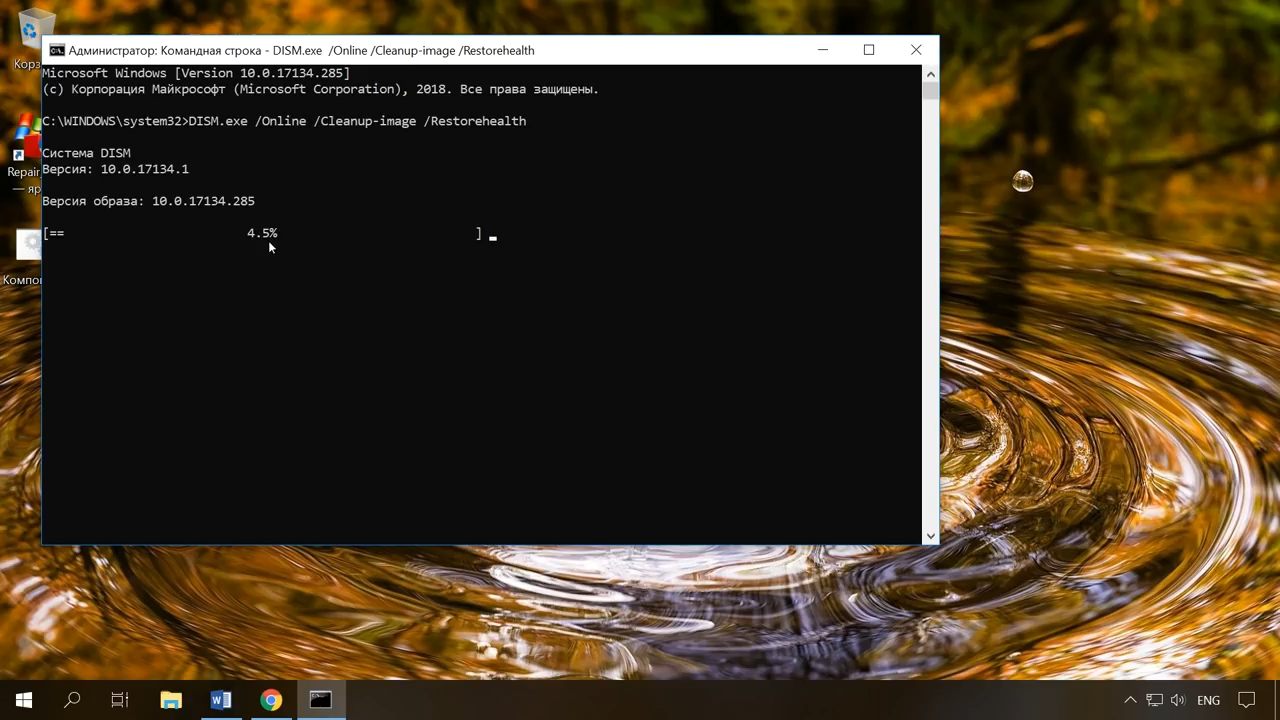 Корз
Администратор: Командная строка - DISM.exe /Online /Cleanup-image /Restorehealth
Microsoft Windows [Version 10.0.17134.285]
(c) Корпорация Майкрософт (Microsoft Corporation), 2018. Все права защищены.
C:\WINDOWS\system32>DISM.exe /Online /Cleanup-image /Restorehealth
Cистема DISM
Версия: 10.0.17134.1
Версия образа: 10.0.17134.285
[== 4.5% ]
Repair
— яр
Компо
ENG